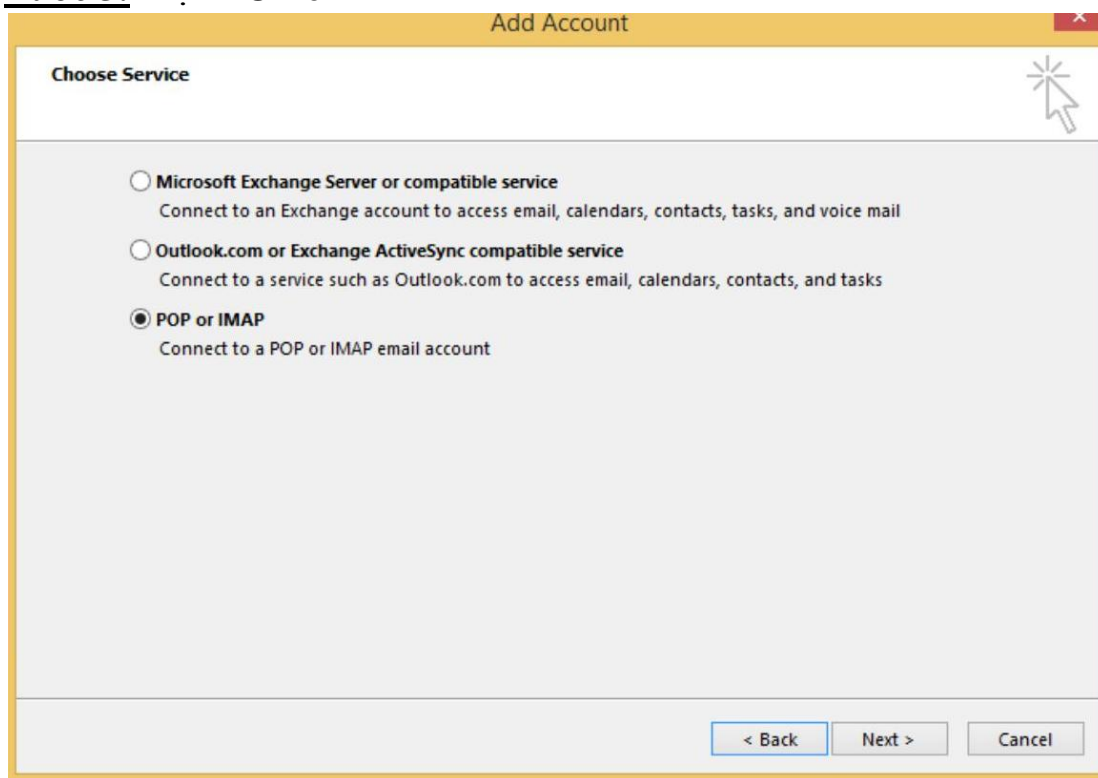 Add Account
Choose Service
Microsoft Exchange Server or compatible service
Connect to an Exchange account to access email, calendars, contacts, tasks, and voice mail
Outlook.com or Exchange ActiveSync compatible service
Connect to a service such as Outlook.com to access email, calendars, contacts, and tasks
POP or IMAP
Connect to a POP or IMAP email account
< Back Next > Cancel